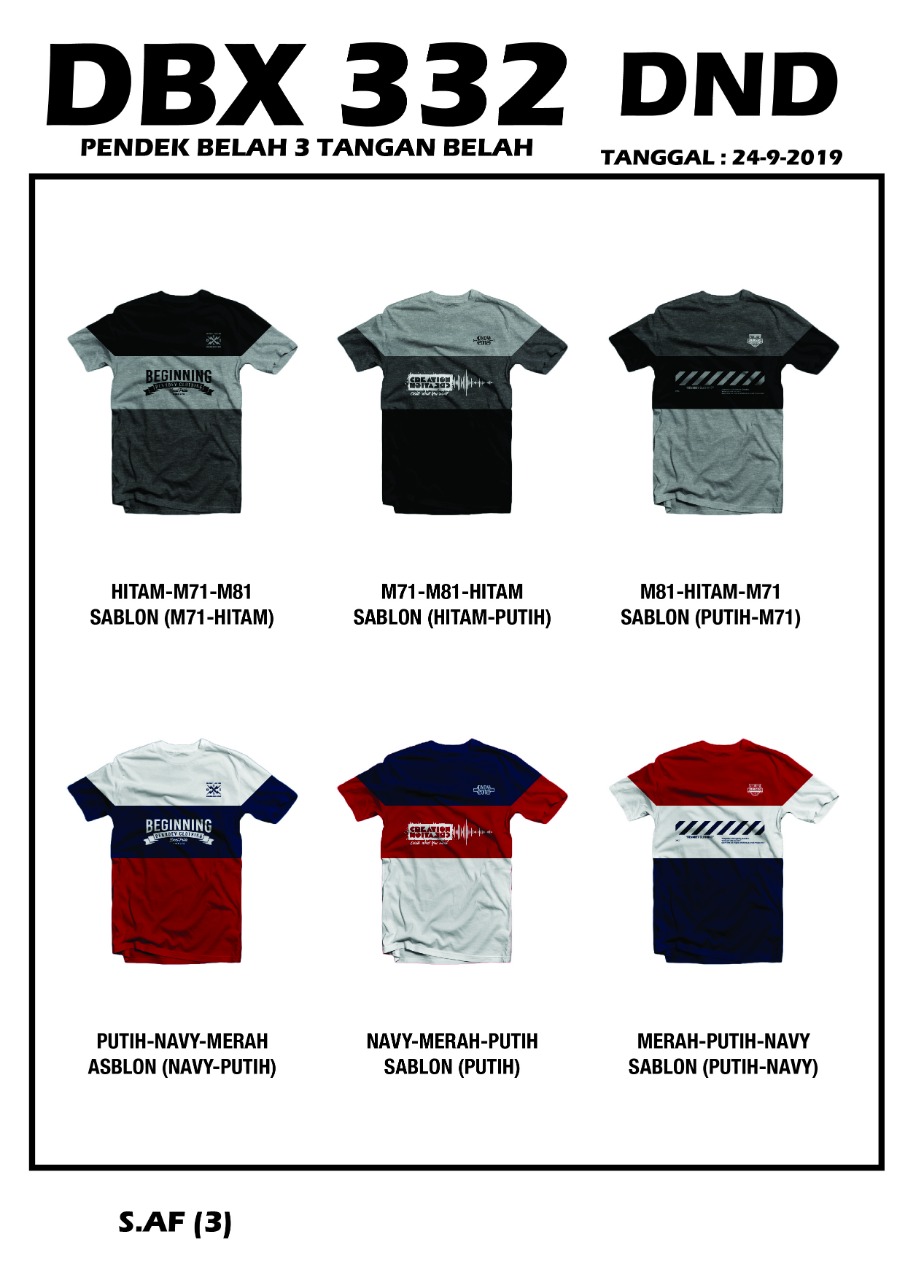 DBX 332 DND
PENDEK BELAH 3 TANGAN BELAH
TANGGAL : 24-9-2019
BEGINNING
CREATION
HITAM-M71-M81
SABLON (M71-HITAM)
M71-M81-HITAM
SABLON (HITAM-PUTIH)
M81-HITAM-M71
SABLON (PUTIH-M71)
BEGINNING
CREATION
PUTIH-NAVY-MERAH
ASBLON (NAVY-PUTIH)
NAVY-MERAH-PUTIH
SABLON (PUTIH)
MERAH-PUTIH-NAVY
SABLON (PUTIH-NAVY)
S.AF (3)